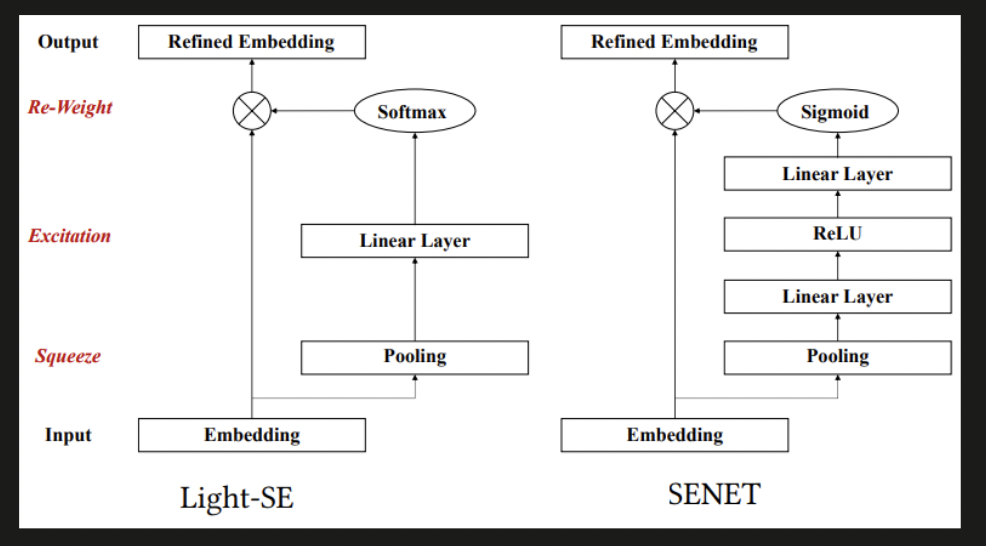 Output
Refined Embedding
Refined Embedding
Re-Weight
Softmax
Sigmoid
Linear Layer
Excitation
Linear Layer
ReLU
Linear Layer
Squeeze
Pooling
Pooling
Input
Embedding
Embedding
Light-SE
SENET